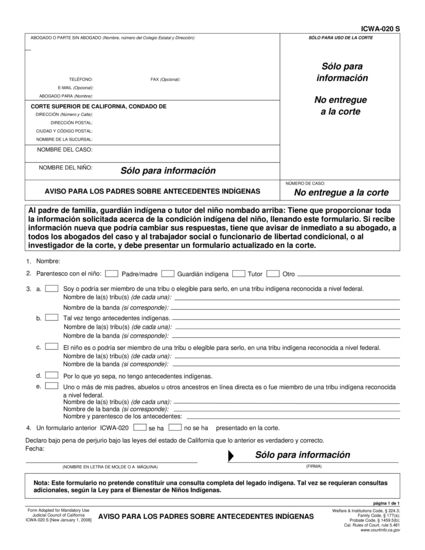 ICWA-020 S
ABOGADO O PARTE SIN ABOGADO (Nombre, número del Colegio Estatal y Dirección):
SÓLO PARA USO DE LA CORTE
TELÉFONO: FAX (Opcional):
E-MAIL (Opcional):
ABOGADO PARA (Nombre):
Sólo para
información
No entregue
a la corte
CORTE SUPERIOR DE CALIFORNIA, CONDADO DE
DIRECCIÓN (Número y Calle):
DIRECCIÓN POSTAL:
CIUDAD Y CÓDIGO POSTAL:
NOMBRE DE LA SUCURSAL:
NOMBRE DEL CASO:
NOMBRE DEL NIÑO: Sólo para información
AVISO PARA LOS PADRES SOBRE ANTECEDENTES INDÍGENAS
NÚMERO DE CASO:
No entregue a la corte
Al padre de familia, guardián indígena o tutor del niño nombado arriba: Tiene que proporcionar toda
la información solicitada acerca de la condición indígena del niño, llenando este formulario. Si recibe
información nueva que podría cambiar sus respuestas, tiene que avisar de inmediato a su abogado, a
todos los abogados del caso y al trabajador social o funcionario de libertad condicional, o al
investigador de la corte, y debe presentar un formulario actualizado en la corte.
1. Nombre:
2. Parentesco con el niño: Padre/madre Guardián indígena Tutor Otro
3. a. Soy o podría ser miembro de una tribu o elegible para serlo, en una tribu indígena reconocida a nivel federal.
Nombre de la(s) tribu(s) (de cada una):
Nombre de la banda (si corresponde):
b. Tal vez tengo antecedentes indígenas.
Nombre de la(s) tribu(s) (de cada una):
Nombre de la banda (si corresponde):
c. El niño es o podría ser miembro de una tribu o elegible para serlo, en una tribu indígena reconocida a nivel federal.
Nombre de la(s) tribu(s) (de cada una):
Nombre de la banda (si corresponde):
d. Por lo que yo sepa, no tengo antecedentes indígenas.
e. Uno o más de mis padres, abuelos u otros ancestros en línea directa es o fue miembro de una tribu indígena reconocida
a nivel federal.
Nombre de la(s) tribu(s) (de cada una):
Nombre de la banda (si corresponde):
Nombre y parentesco de los antecedentes:
4. Un formulario anterior ICWA-020 se ha no se ha presentado en la corte.
Declaro bajo pena de perjurio bajo las leyes del estado de California que lo anterior es verdadero y correcto.
Fecha:
Sólo para información
(NOMBRE EN LETRA DE MOLDE O A MÁQUINA) (FIRMA)
Nota: Este formulario no pretende constituir una consulta completa del legado indígena. Tal vez se requieran consultas
adicionales, según la Ley para el Bienestar de Niños Indígenas.
página 1 de 1
Form Adopted for Mandatory Use
Judicial Council of California
ICWA-020 S [New January 1, 2008]
AVISO PARA LOS PADRES SOBRE ANTECEDENTES INDÍGENAS
Welfare & Institutions Code, § 224.3;
Family Code, § 177(a);
Probate Code, § 1459.5(b);
Cal. Rules of Court, rule 5.481
www.courtinfo.ca.gov